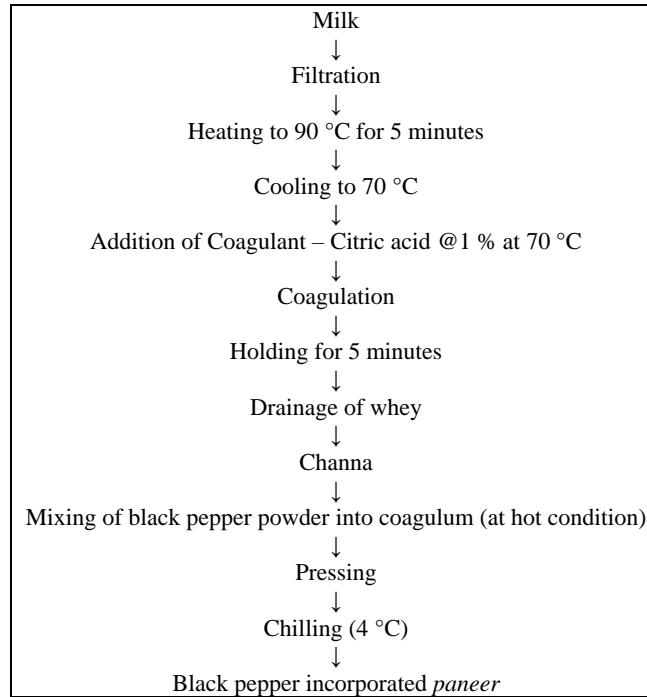 Milk
↓
Filtration
↓
Heating to 90 °C for 5 minutes
↓
Cooling to 70 °C
↓
Addition of Coagulant – Citric acid @1 % at 70 °C
↓
Coagulation
↓
Holding for 5 minutes
↓
Drainage of whey
↓
Channa
↓
Mixing of black pepper powder into coagulum (at hot condition)
↓
Pressing
↓
Chilling (4 °C)
↓
Black pepper incorporated paneer